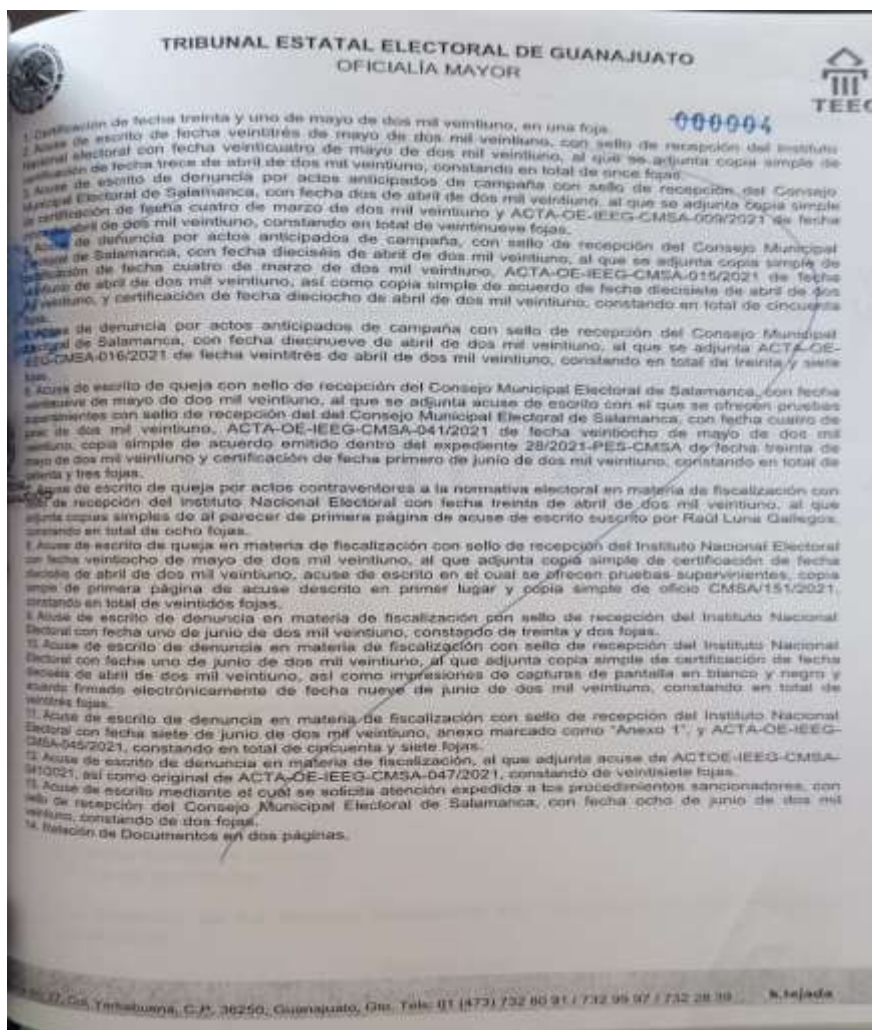 TRIBUNAL ESTATAL ELECTORAL DE GUANAJUATO
OFICIALÍA MAYOR
TEEG
000004
1. Certificación de fecha treinta y uno de mayo de dos mil veintiuno, en una foja.
2. Acuse de escrito de fecha veintitrés de mayo de dos mil veintiuno, con sello de recepción del Instituto
Nacional electoral con fecha veinticuatro de mayo de dos mil veintiuno, al que se adjunta copia simple de
certificación de fecha trece de abril de dos mil veintiuno, constando en total de once fojas.
3. Acuse de escrito de denuncia por actos anticipados de campaña con sello de recepción del Consejo
Municipal Electoral de Salamanca, con fecha dos de abril de dos mil veintiuno, al que se adjunta copia simple
de certificación de fecha cuatro de marzo de dos mil veintiuno y ACTA-OE-IEEG-CMSA-009/2021 de fecha
abril de dos mil veintiuno, constando en total de veintinueve fojas.
de denuncia por actos anticipados de campaña, con sello de recepción del Consejo Municipal
de Salamanca, con fecha dieciséis de abril de dos mil veintiuno, al que se adjunta copia simple de
certificación de fecha cuatro de marzo de dos mil veintiuno, ACTA-OE-IEEG-CMSA-015/2021 de fecha
de abril de dos mil veintiuno, así como copia simple de acuerdo de fecha diecisiete de abril de dos
mil veintiuno, y certificación de fecha dieciocho de abril de dos mil veintiuno, constando en total de cincuenta
fojas.
de denuncia por actos anticipados de campaña con sello de recepción del Consejo Municipal
Electoral de Salamanca, con fecha diecinueve de abril de dos mil veintiuno, al que se adjunta ACTA-OE-
IEEG-CMSA-016/2021 de fecha veintitrés de abril de dos mil veintiuno, constando en total de treinta y siete
fojas.
6. Acuse de escrito de queja con sello de recepción del Consejo Municipal Electoral de Salamanca, con fecha
veintinueve de mayo de dos mil veintiuno, al que se adjunta acuse de escrito con el que se ofrecen pruebas
supervinientes con sello de recepción del del Consejo Municipal Electoral de Salamanca, con fecha cuatro de
junio de dos mil veintiuno, ACTA-OE-IEEG-CMSA-041/2021 de fecha veintiocho de mayo de dos mil
veintiuno, copia simple de acuerdo emitido dentro del expediente 28/2021-PES-CMSA de fecha treinta de
mayo de dos mil veintiuno y certificación de fecha primero de junio de dos mil veintiuno, constando en total de
y tres fojas.
de escrito de queja por actos contraventores a la normativa electoral en materia de fiscalización con
sello de recepción del Instituto Nacional Electoral con fecha treinta de abril de dos mil veintiuno, al que
adjunta copias simples de al parecer de primera página de acuse de escrito suscrito por Raúl Luna Gallegos,
constando en total de ocho fojas.
8. Acuse de escrito de queja en materia de fiscalización con sello de recepción del Instituto Nacional Electoral
con fecha veintiocho de mayo de dos mil veintiuno, al que adjunta copia simple de certificación de fecha
dieciséis de abril de dos mil veintiuno, acuse de escrito en el cual se ofrecen pruebas supervinientes, copia
simple de primera página de acuse descrito en primer lugar y copia simple de oficio CMSA/151/2021,
constando en total de veintidós fojas.
9. Acuse de escrito de denuncia en materia de fiscalización con sello de recepción del Instituto Nacional
Electoral con fecha uno de junio de dos mil veintiuno, constando de treinta y dos fojas.
10. Acuse de escrito de denuncia en materia de fiscalización con sello de recepción del Instituto Nacional
Electoral con fecha uno de junio de dos mil veintiuno, al que adjunta copia simple de certificación de fecha
dieciséis de abril de dos mil veintiuno, así como impresiones de capturas de pantalla en blanco y negro y
acuerdo firmado electrónicamente de fecha nueve de junio de dos mil veintiuno, constando en total de
veintitrés fojas.
11. Acuse de escrito de denuncia en materia de fiscalización con sello de recepción del Instituto Nacional
Electoral con fecha siete de junio de dos mil veintiuno, anexo marcado como "Anexo 1", y ACTA-OE-IEEG-
CMSA-045/2021, constando en total de cincuenta y siete fojas.
12. Acuse de escrito de denuncia en materia de fiscalización, al que adjunta acuse de ACTOE-IEEG-CMSA-
así como original de ACTA-OE-IEEG-CMSA-047/2021, constando de veintisiete fojas.
13. Acuse de escrito mediante el cual se solicita atención expedida a los procedimientos sancionadores, con
sello de recepción del Consejo Municipal Electoral de Salamanca, con fecha ocho de junio de dos mil
veintiuno, constando de dos fojas.
14. Relación de Documentos en dos páginas.
Col. Yerbabuena, C.P. 36250, Guanajuato, Gto. Tels: 01 (473) 732 80 91 / 732 99 97 / 732 28 99 k.tejada